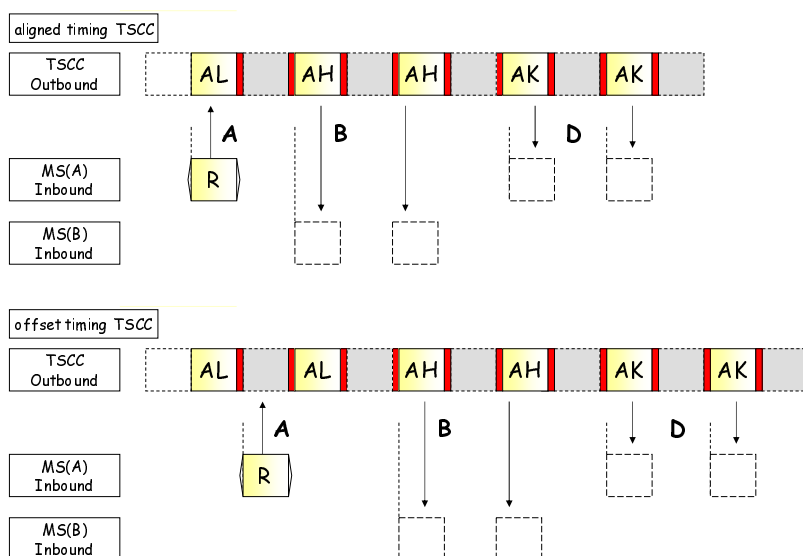 aligned timing TSCC
TSCC
Outbound
AL AH AH AK AK
A B D
MS(A)
Inbound
R
MS(B)
Inbound
offset timing TSCC
TSCC
Outbound
AL AL AH AH AK AK
A B D
MS(A)
Inbound
R
MS(B)
Inbound